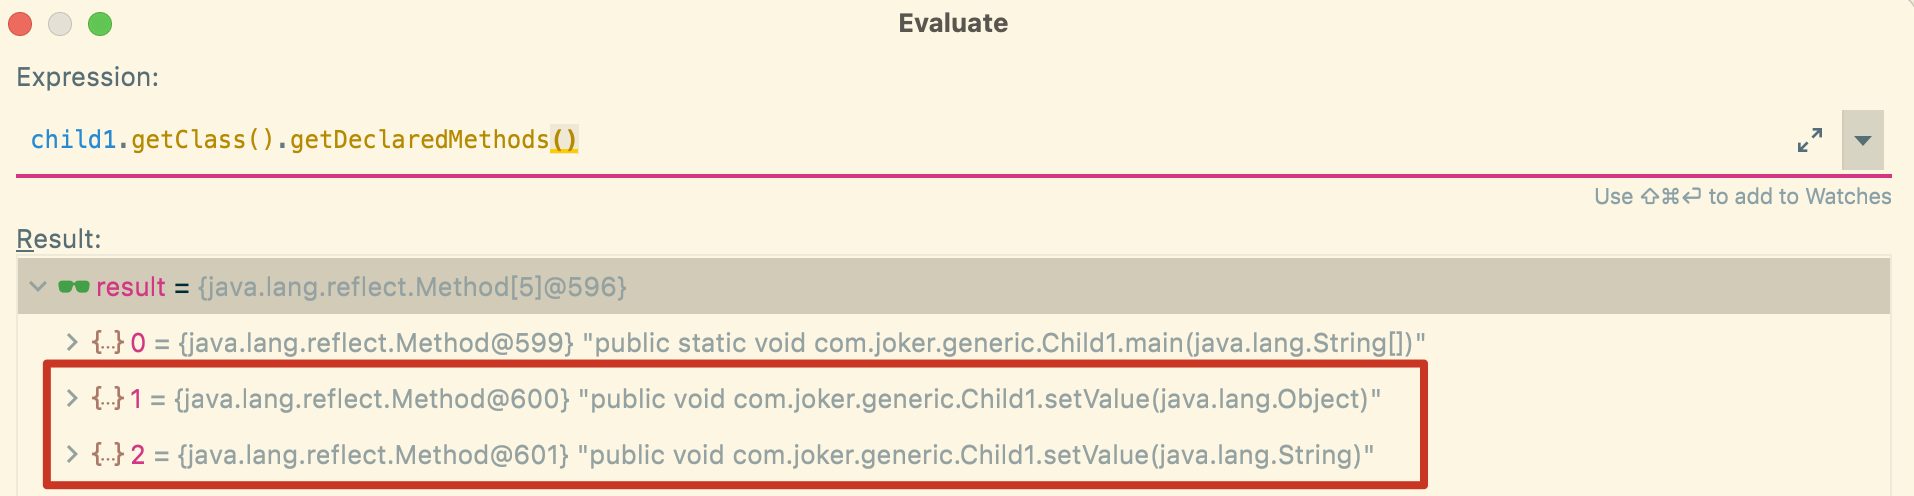 Evaluate
Expression:
child1.getClass().getDeclaredMethods()
Use ⇧⌘↩ to add to Watches
Result:
result = {java.lang.reflect.Method[5]@596}
{...} 0 = {java.lang.reflect.Method@599} "public static void com.joker.generic.Child1.main(java.lang.String[])"
{...} 1 = {java.lang.reflect.Method@600} "public void com.joker.generic.Child1.setValue(java.lang.Object)"
{...} 2 = {java.lang.reflect.Method@601} "public void com.joker.generic.Child1.setValue(java.lang.String)"